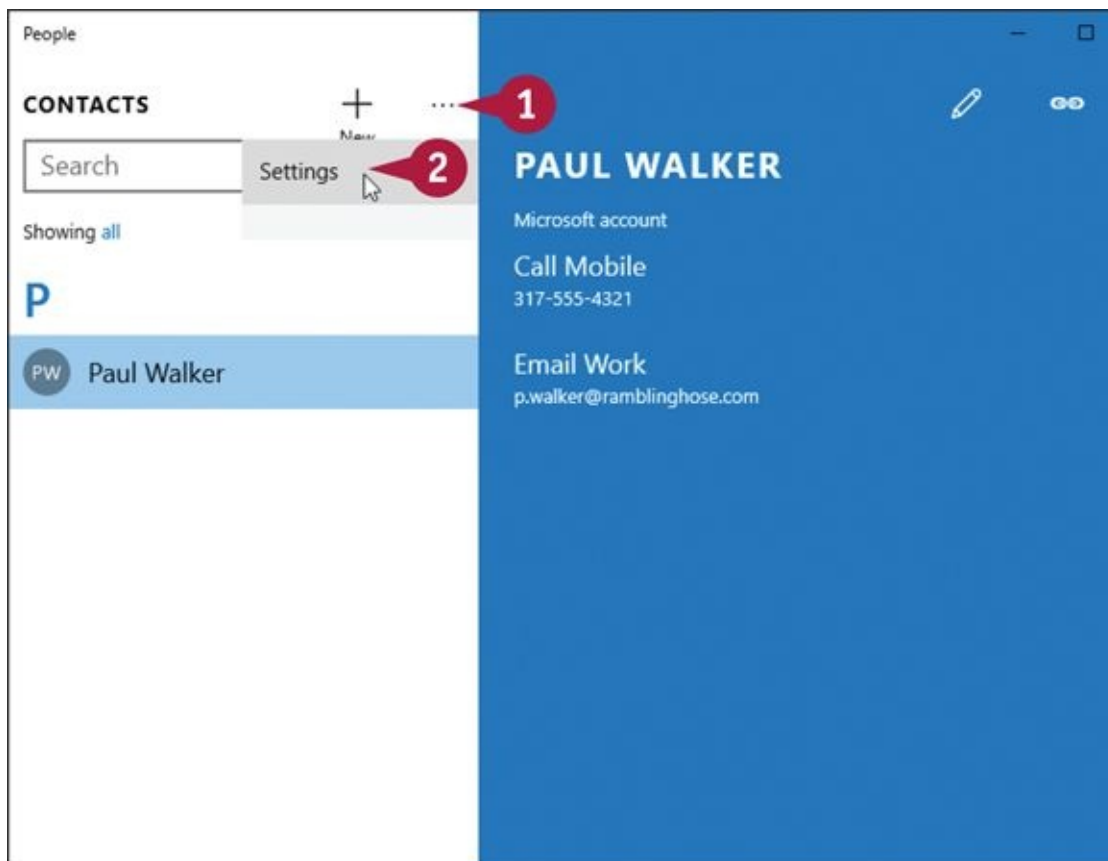 People
CONTACTS
New
1
Search
Settings
2
Showing all
P
PW Paul Walker
PAUL WALKER
Microsoft account
Call Mobile
317-555-4321
Email Work
p.walker@ramblinghose.com